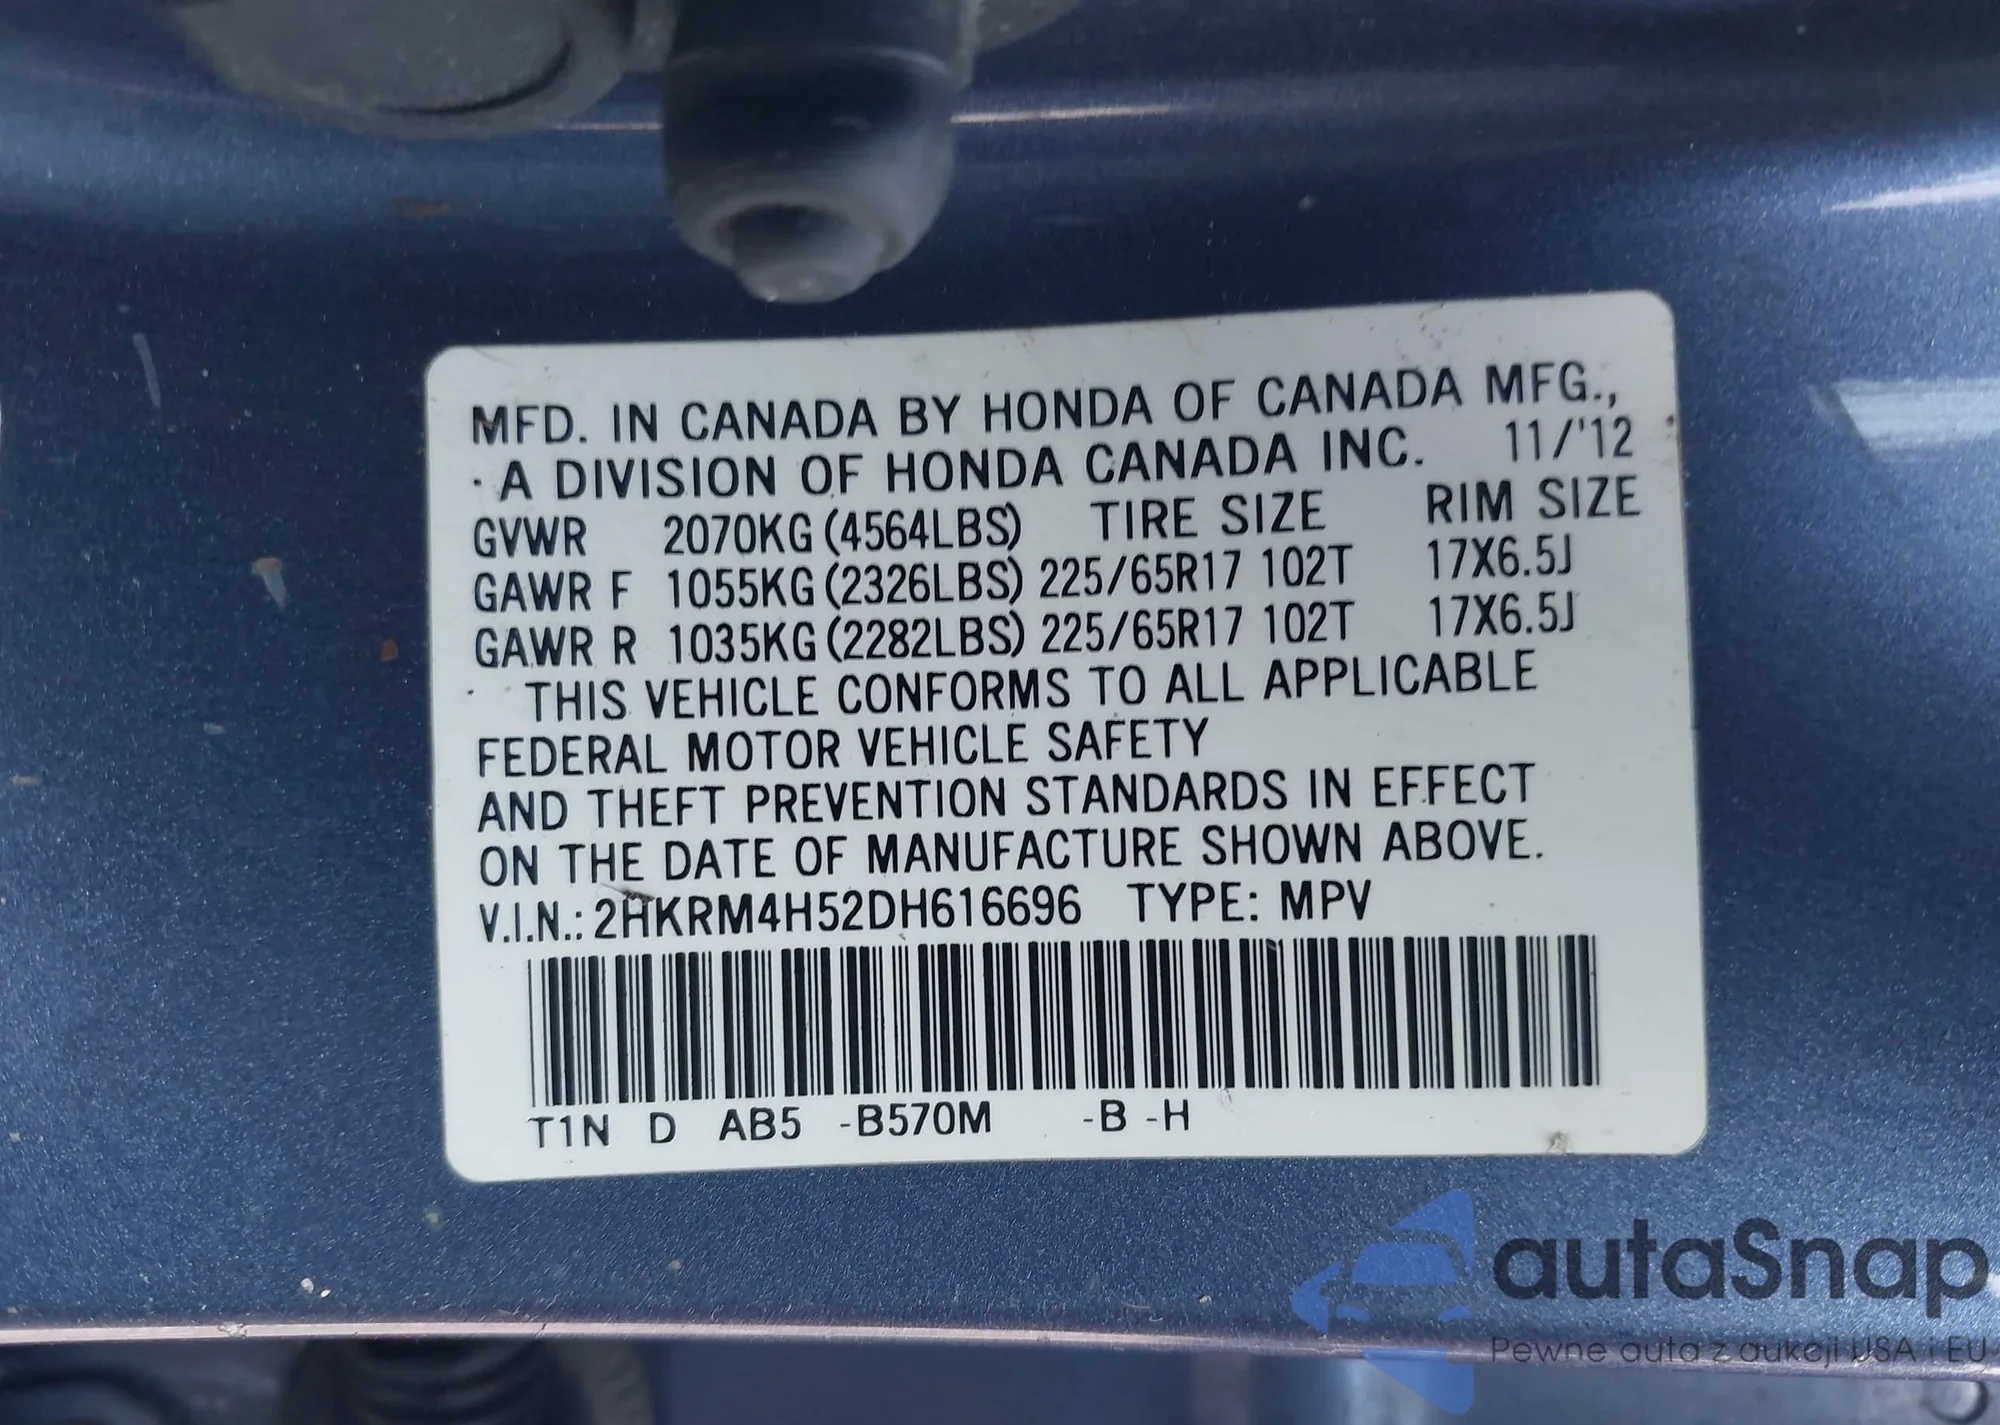 MFD. IN CANADA BY HONDA OF CANADA MFG.,
A DIVISION OF HONDA CANADA INC. 11/'12
GVWR 2070KG (4564LBS) TIRE SIZE RIM SIZE
GAWR F 1055KG (2326LBS) 225/65R17 102T 17X6.5J
GAWR R 1035KG (2282LBS) 225/65R17 102T 17X6.5J
THIS VEHICLE CONFORMS TO ALL APPLICABLE
FEDERAL MOTOR VEHICLE SAFETY
AND THEFT PREVENTION STANDARDS IN EFFECT
ON THE DATE OF MANUFACTURE SHOWN ABOVE.
V.I.N.: 2HKRM4H52DH616696 TYPE: MPV
T1N D AB5 -B570M -B -H
autaSnap
Pewne auta z aukcji USA i EU